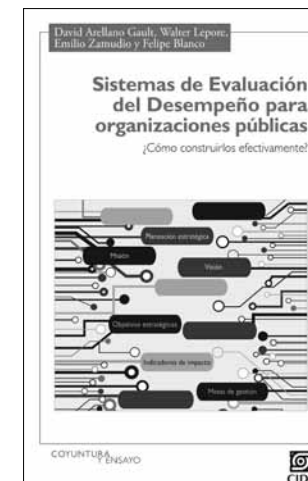 David Arellano Gault, Walter Lepore,
Emilio Zamudio y Felipe Blanco
Sistemas de Evaluación
del Desempeño para
organizaciones públicas
¿Cómo construirlos efectivamente?
Planeación estratégica
Misión
Visión
Objetivos estratégicos
Indicadores de impacto
Metas de gestión
COYUNTURA
Y ENSAYO
CIDE